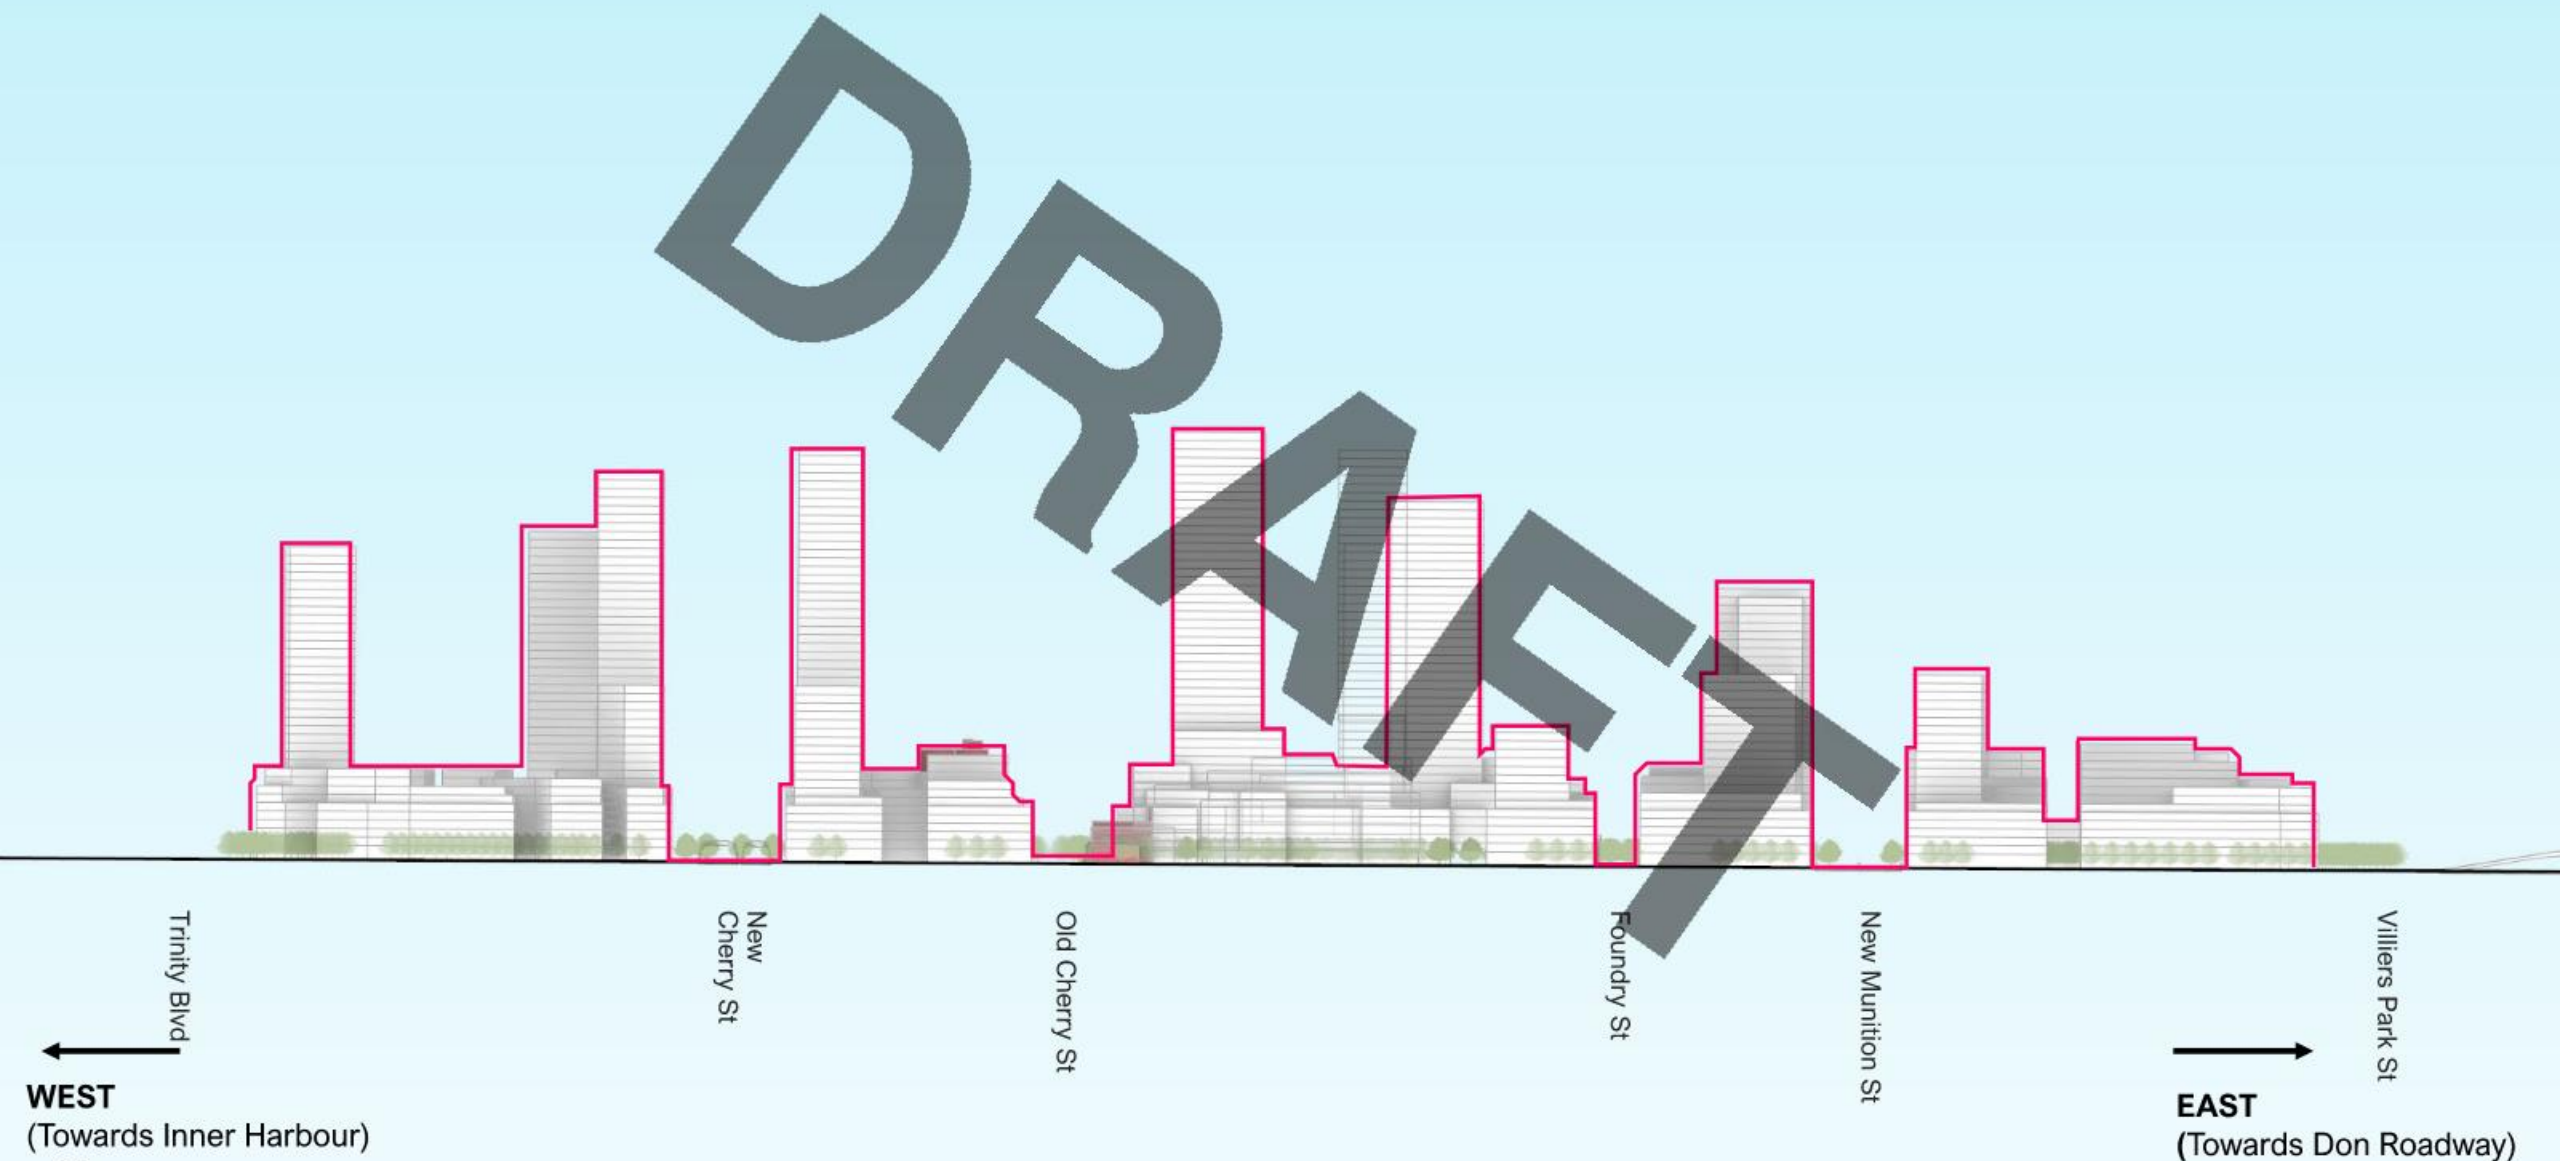 DRAFT
Trinity Blvd
New
Cherry St
Old Cherry St
Foundry St
New Munition St
Villiers Park St
WEST
(Towards Inner Harbour)
EAST
(Towards Don Roadway)